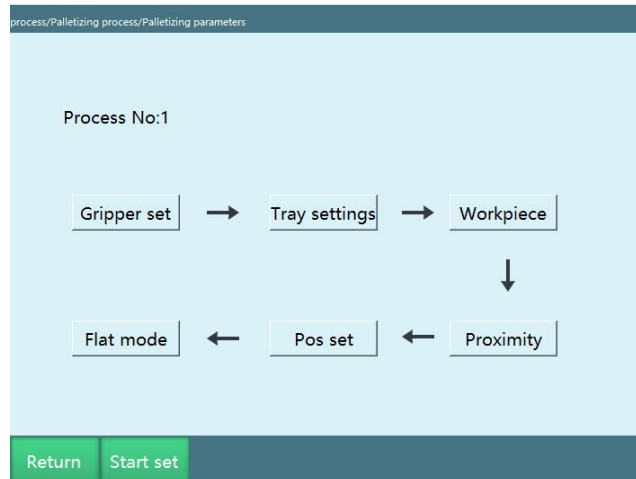 process/Palletizing process/Palletizing parameters
Process No:1
Gripper set
Tray settings
Workpiece
Flat mode
Pos set
Proximity
Return
Start set